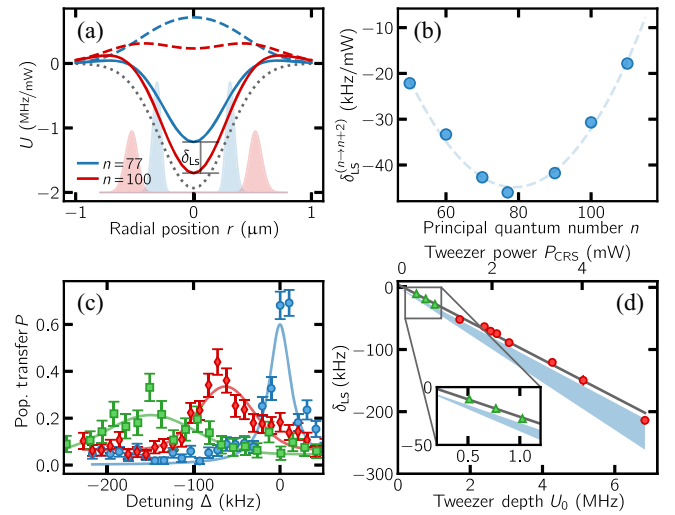 (a)
U (MHz/mW)
0
−1
−2
δLs
n = 77
n = 100
−1 0 1
Radial position r (µm)
(b)
δLs(n→n+2) (kHz/mW)
−10
−20
−30
−40
60 80 100
Principal quantum number n
(c)
Pop. transfer P
0.6
0.4
0.2
0.0
−200 −100 0
Detuning Δ (kHz)
Tweezer power PCRS (mW)
0 2 4
(d)
δLs (kHz)
0
−100
−200
−300
0
−50
0.5 1.0
0 2 4 6
Tweezer depth U0 (MHz)